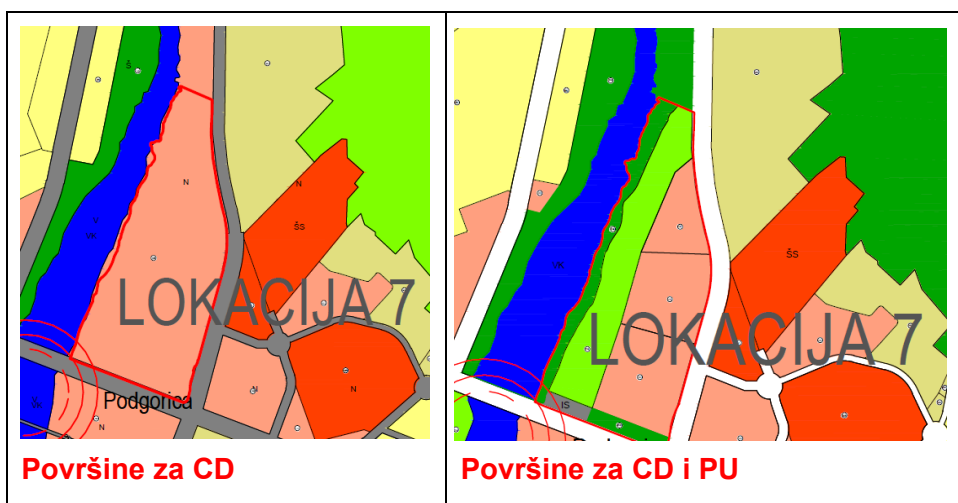 Š
N
N
ŠS
V
VK
LOKACIJA 7
Podgorica
N
N
N
V
VK
N
Površine za CD
ŠS
VK
LOKACIJA 7
IS
Površine za CD i PU